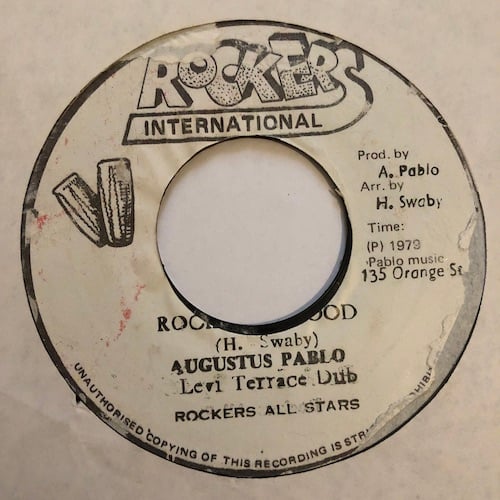 ROCKERS
INTERNATIONAL
Prod. by
A. Pablo
Arr. by
H. Swaby
Time:
(P) 1979
Pablo music
135 Orange St
(H. Swaby)
AUGUSTUS PABLO
Levi Terrace Dub
ROCKERS ALL STARS
UNAUTHORISED COPYING OF THIS RECORDING IS